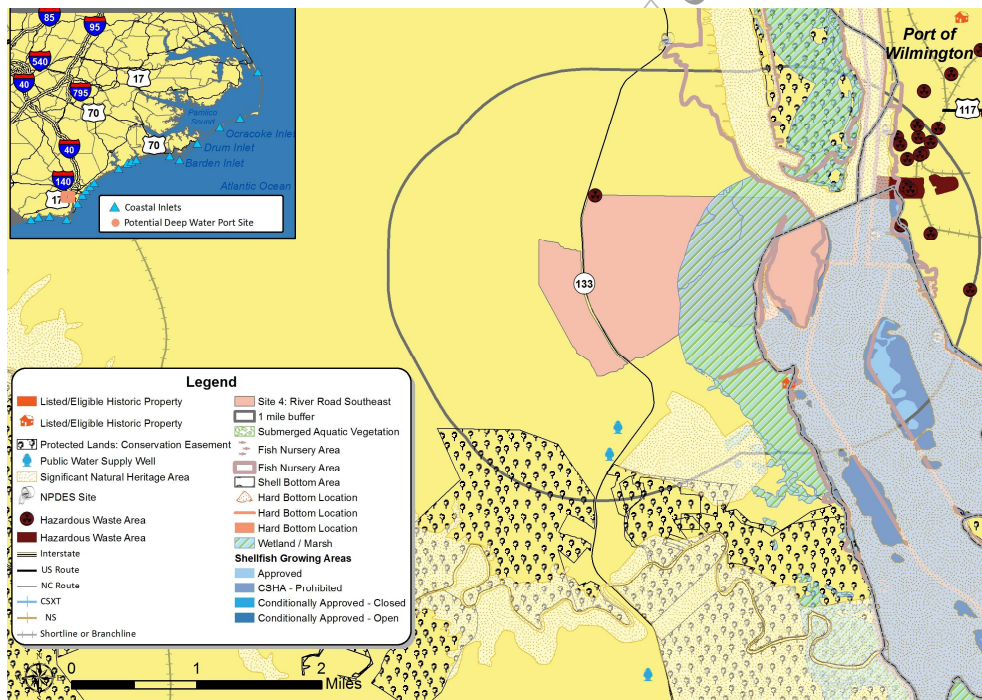 85
95
540
40
795
17
70
70
40
140
17
Pamlico
Sound
Ocracoke Inlet
Drum Inlet
Barden Inlet
Atlantic Ocean
Coastal Inlets
Potential Deep Water Port Site
Port of
Wilmington
117
133
Legend
Listed/Eligible Historic Property
Listed/Eligible Historic Property
Protected Lands: Conservation Easement
Public Water Supply Well
Significant Natural Heritage Area
NPDES Site
Hazardous Waste Area
Hazardous Waste Area
Interstate
US Route
NC Route
CSXT
NS
Shortline or Branchline
Site 4: River Road Southeast
1 mile buffer
Submerged Aquatic Vegetation
Fish Nursery Area
Fish Nursery Area
Shell Bottom Area
Hard Bottom Location
Hard Bottom Location
Hard Bottom Location
Wetland / Marsh
Shellfish Growing Areas
Approved
CSHA - Prohibited
Conditionally Approved - Closed
Conditionally Approved - Open
0 1 2
Miles